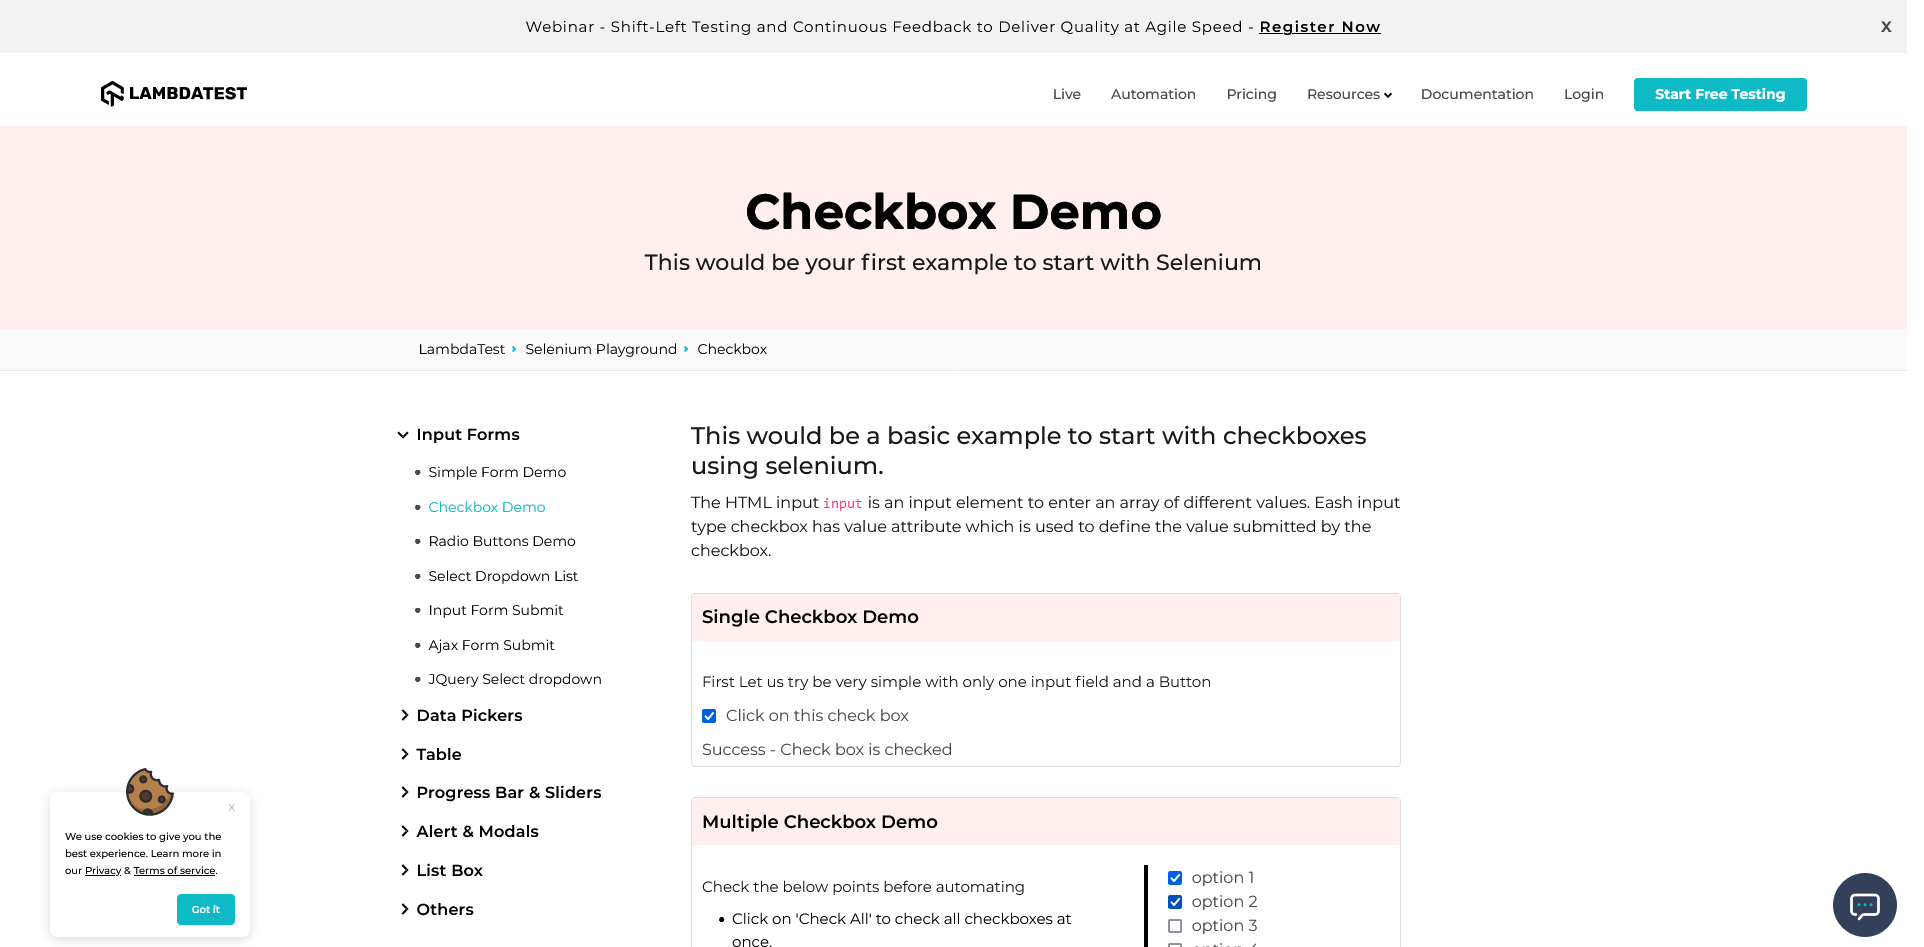 Webinar - Shift-Left Testing and Continuous Feedback to Deliver Quality at Agile Speed - Register Now
X
LAMBDATEST
Live Automation Pricing Resources Documentation Login Start Free Testing
Checkbox Demo
This would be your first example to start with Selenium
LambdaTest Selenium Playground Checkbox
Input Forms
Simple Form Demo
Checkbox Demo
Radio Buttons Demo
Select Dropdown List
Input Form Submit
Ajax Form Submit
JQuery Select dropdown
Data Pickers
Table
Progress Bar & Sliders
Alert & Modals
List Box
Others
This would be a basic example to start with checkboxes
using selenium.
The HTML input input is an input element to enter an array of different values. Eash input
type checkbox has value attribute which is used to define the value submitted by the
checkbox.
Single Checkbox Demo
First Let us try be very simple with only one input field and a Button
Click on this check box
Success - Check box is checked
Multiple Checkbox Demo
Check the below points before automating
Click on 'Check All' to check all checkboxes at
once.
option 1
option 2
option 3
x
We use cookies to give you the
best experience. Learn more in
our Privacy & Terms of service.
Got it